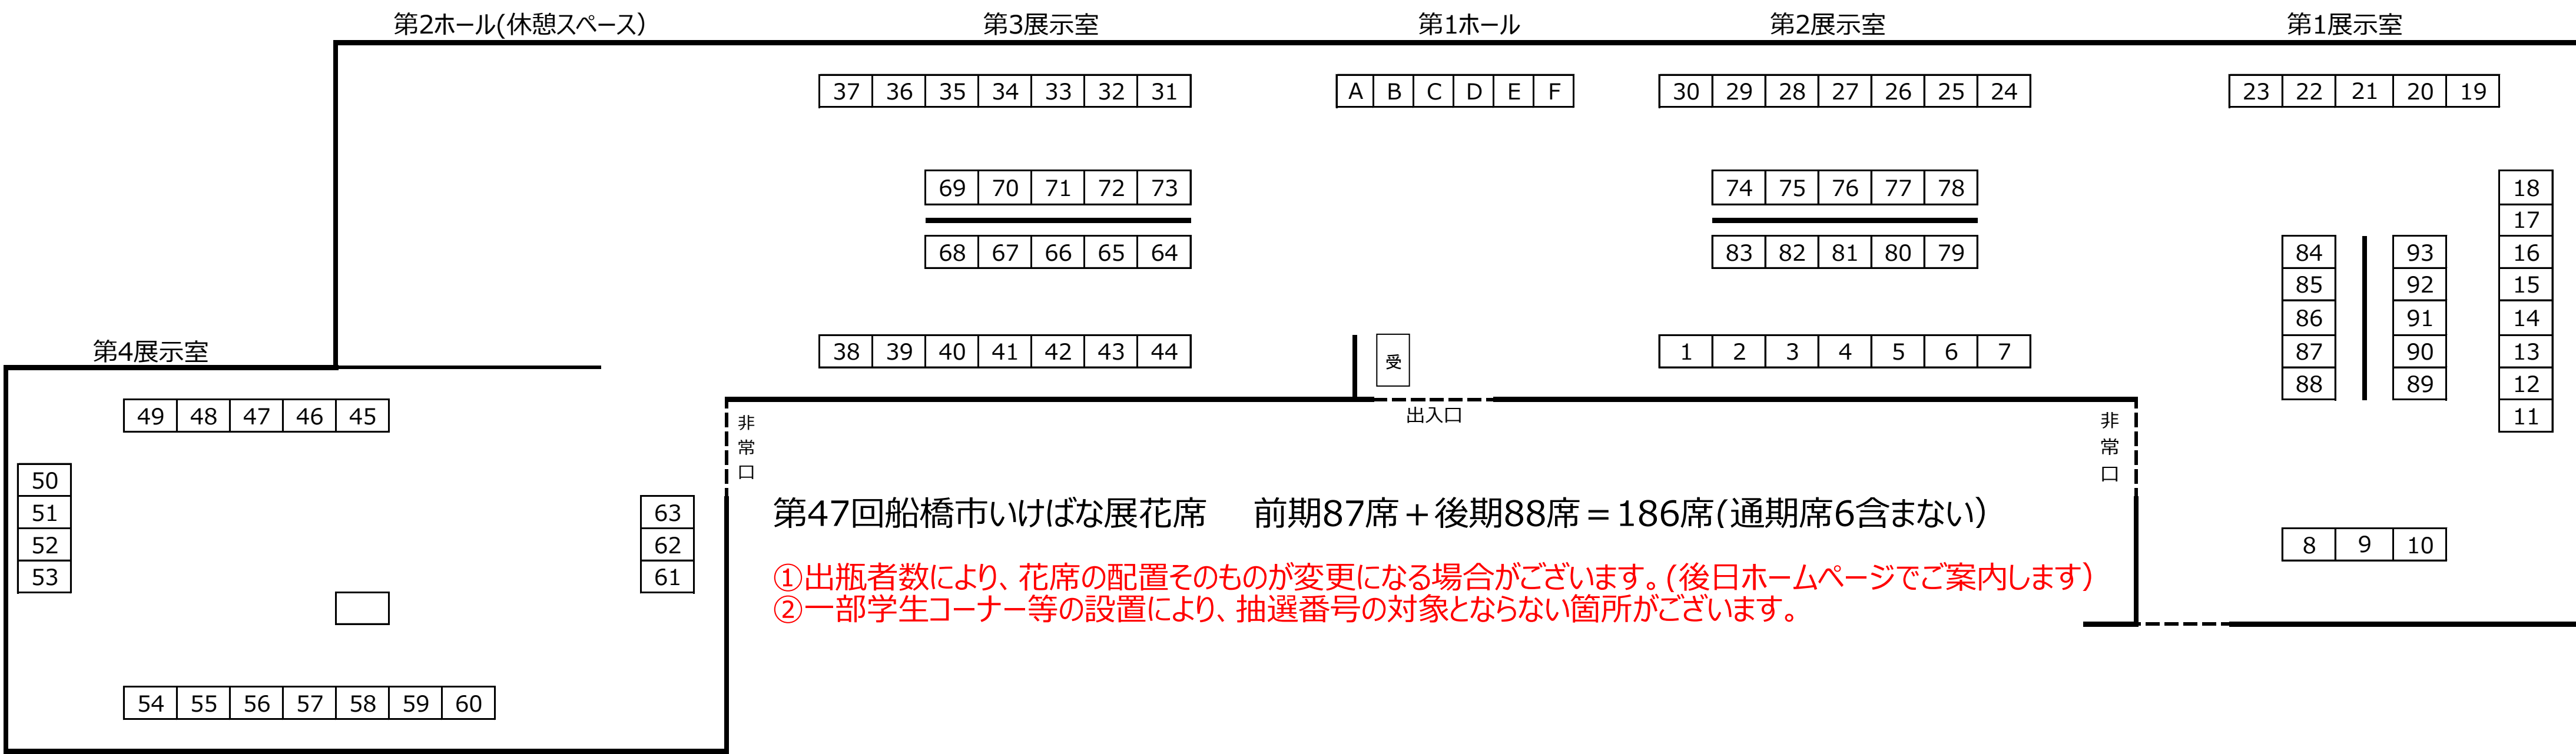 第2ホール(休憩スペース) 第3展示室 第1ホール 第2展示室 第1展示室
37 36 35 34 33 32 31 A B C D E F 30 29 28 27 26 25 24 23 22 21 20 19
69 70 71 72 73 74 75 76 77 78 18
17
68 67 66 65 64 83 82 81 80 79 84 93 16
85 92 15
86 91 14
第4展示室 38 39 40 41 42 43 44 受 1 2 3 4 5 6 7 87 90 13
88 89 12
49 48 47 46 45 非常口 出入口 非常口 11
50
51 63 第47回船橋市いけばな展花席 前期87席＋後期88席＝186席(通期席6含まない)
52 62 8 9 10
53 61 ①出瓶者数により、花席の配置そのものが変更になる場合がございます。(後日ホームページでご案内します)
②一部学生コーナー等の設置により、抽選番号の対象とならない箇所がございます。
54 55 56 57 58 59 60